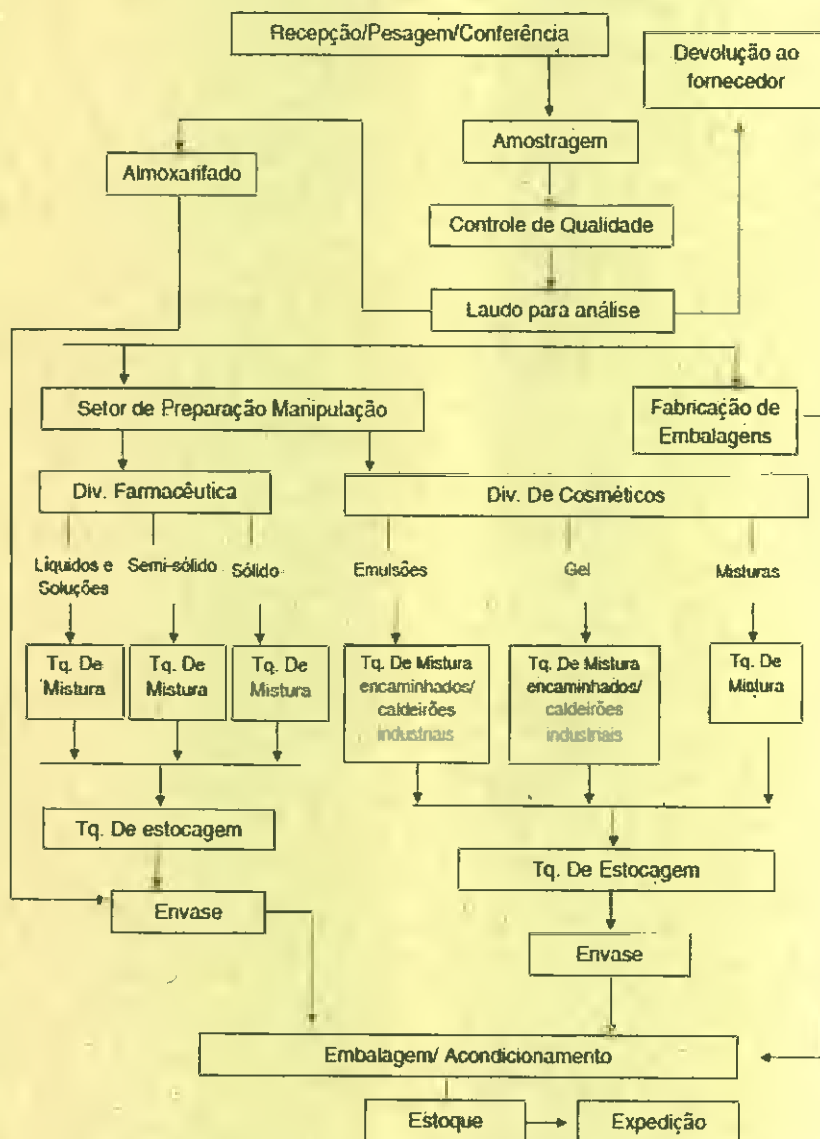 Recepção/Pesagem/Conferência
Devolução ao
fornecedor
Amostragem
Almoxarifado
Controle de Qualidade
Laudo para análise
Setor de Preparação Manipulação
Fabricação de
Embalagens
Div. Farmacêutica
Div. De Cosméticos
Líquidos e
Soluções
Semi-sólido
Sólido
Emulsões
Gel
Misturas
Tq. De
Mistura
Tq. De
Mistura
Tq. De
Mistura
Tq. De Mistura
encaminhados/
caldeirões
industriais
Tq. De Mistura
encaminhados/
caldeirões
industriais
Tq. De
Mistura
Tq. De estocagem
Tq. De Estocagem
Envase
Envase
Embalagem/ Acondicionamento
Estoque
Expedição